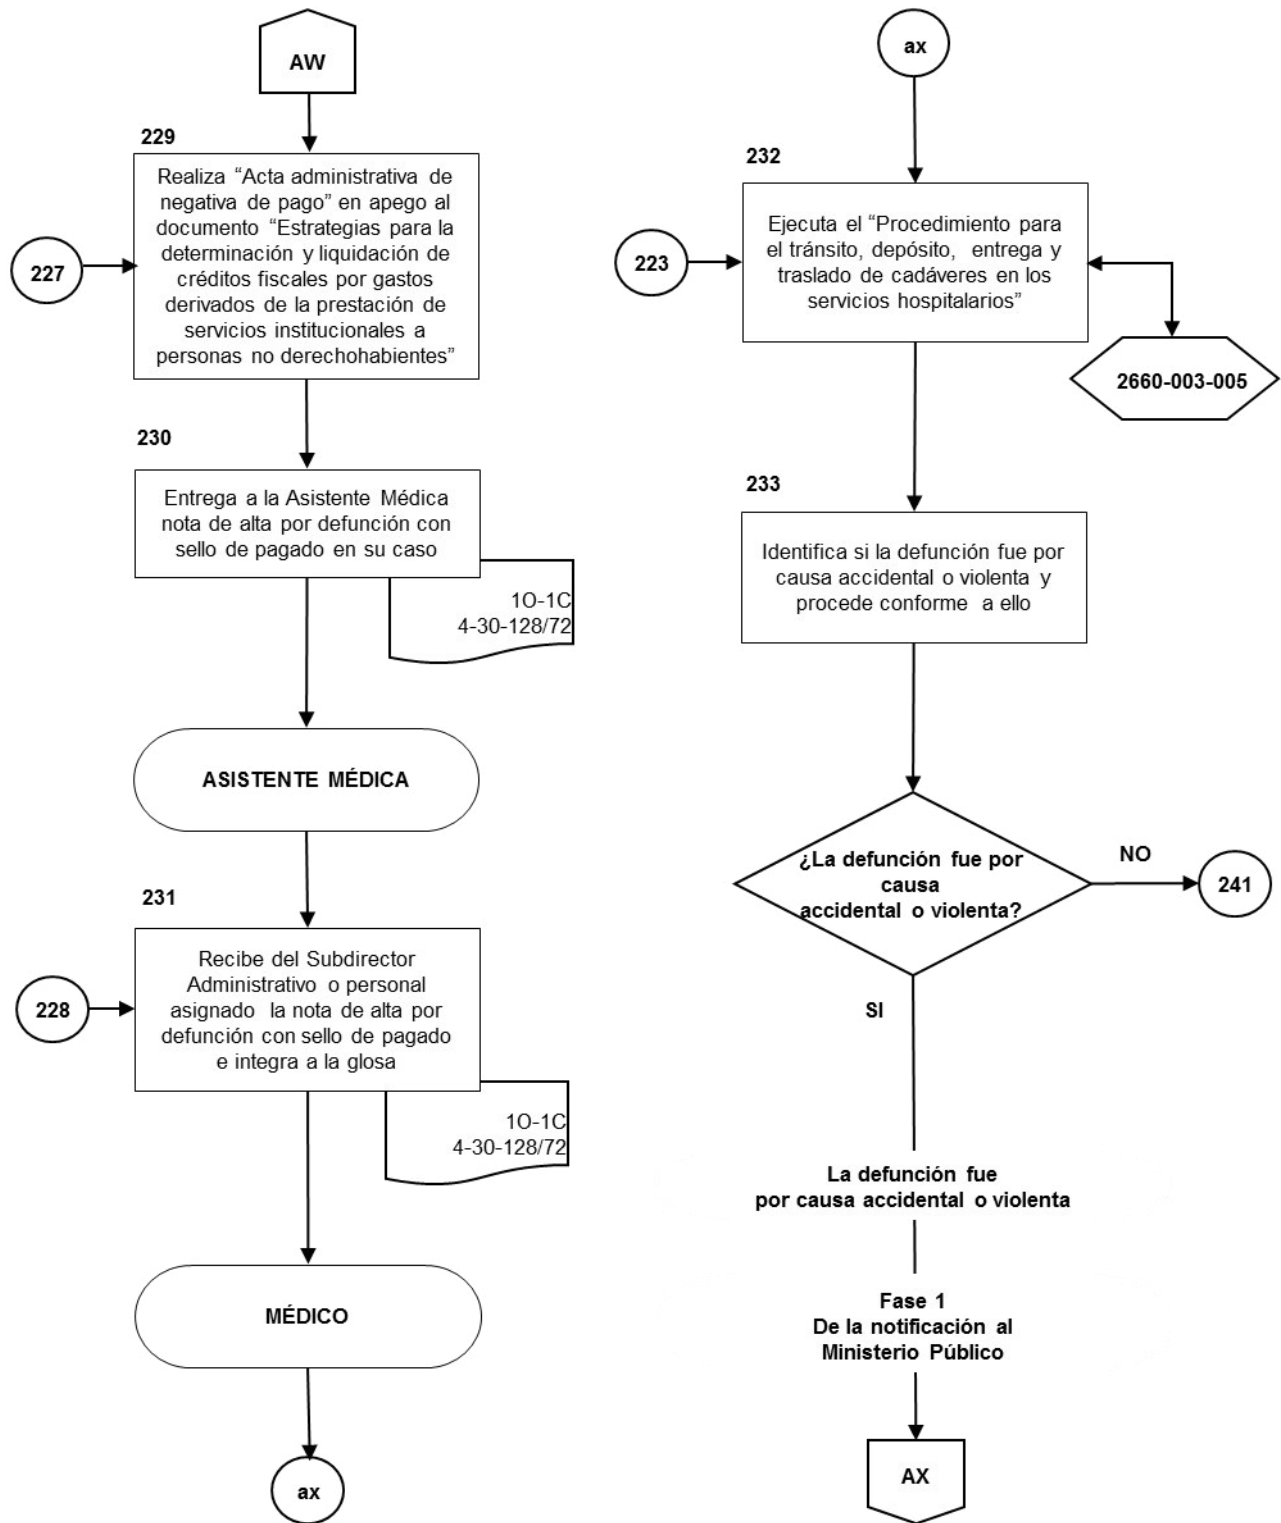 AW
229
Realiza “Acta administrativa de
negativa de pago” en apego al
documento “Estrategias para la
determinación y liquidación de
créditos fiscales por gastos
derivados de la prestación de
servicios institucionales a
personas no derechohabientes”
227
230
Entrega a la Asistente Médica
nota de alta por defunción con
sello de pagado en su caso
1O-1C
4-30-128/72
ASISTENTE MÉDICA
231
Recibe del Subdirector
Administrativo o personal
asignado la nota de alta por
defunción con sello de pagado
e integra a la glosa
228
1O-1C
4-30-128/72
MÉDICO
ax
ax
232
Ejecuta el “Procedimiento para
el tránsito, depósito, entrega y
traslado de cadáveres en los
servicios hospitalarios”
223
2660-003-005
233
Identifica si la defunción fue por
causa accidental o violenta y
procede conforme a ello
¿La defunción fue por
causa
accidental o violenta?
NO
241
SI
La defunción fue
por causa accidental o violenta
Fase 1
De la notificación al
Ministerio Público
AX